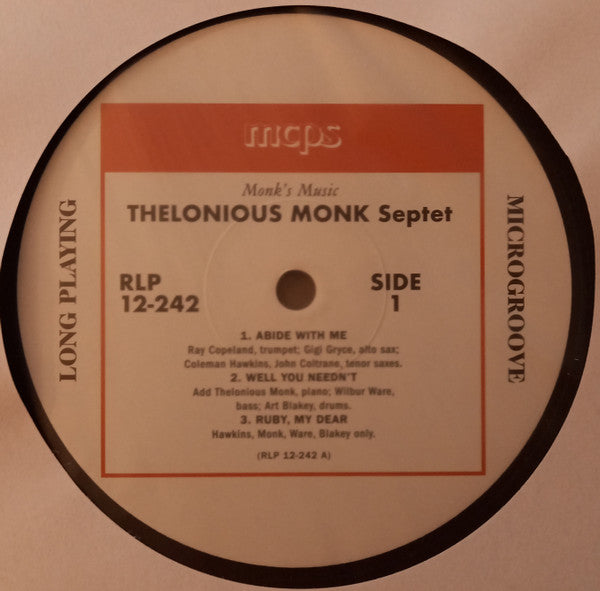 mcps
Monk's Music
THELONIOUS MONK Septet
LONG PLAYING
RLP
12-242
SIDE
1
MICROGROOVE
1. ABIDE WITH ME
Ray Copeland, trumpet; Gigi Gryce, alto sax;
Coleman Hawkins, John Coltrane, tenor saxes.
2. WELL YOU NEEDN'T
Add Thelonious Monk, piano; Wilbur Ware,
bass; Art Blakey, drums.
3. RUBY, MY DEAR
Hawkins, Monk, Ware, Blakey only.
(RLP 12-242 A)